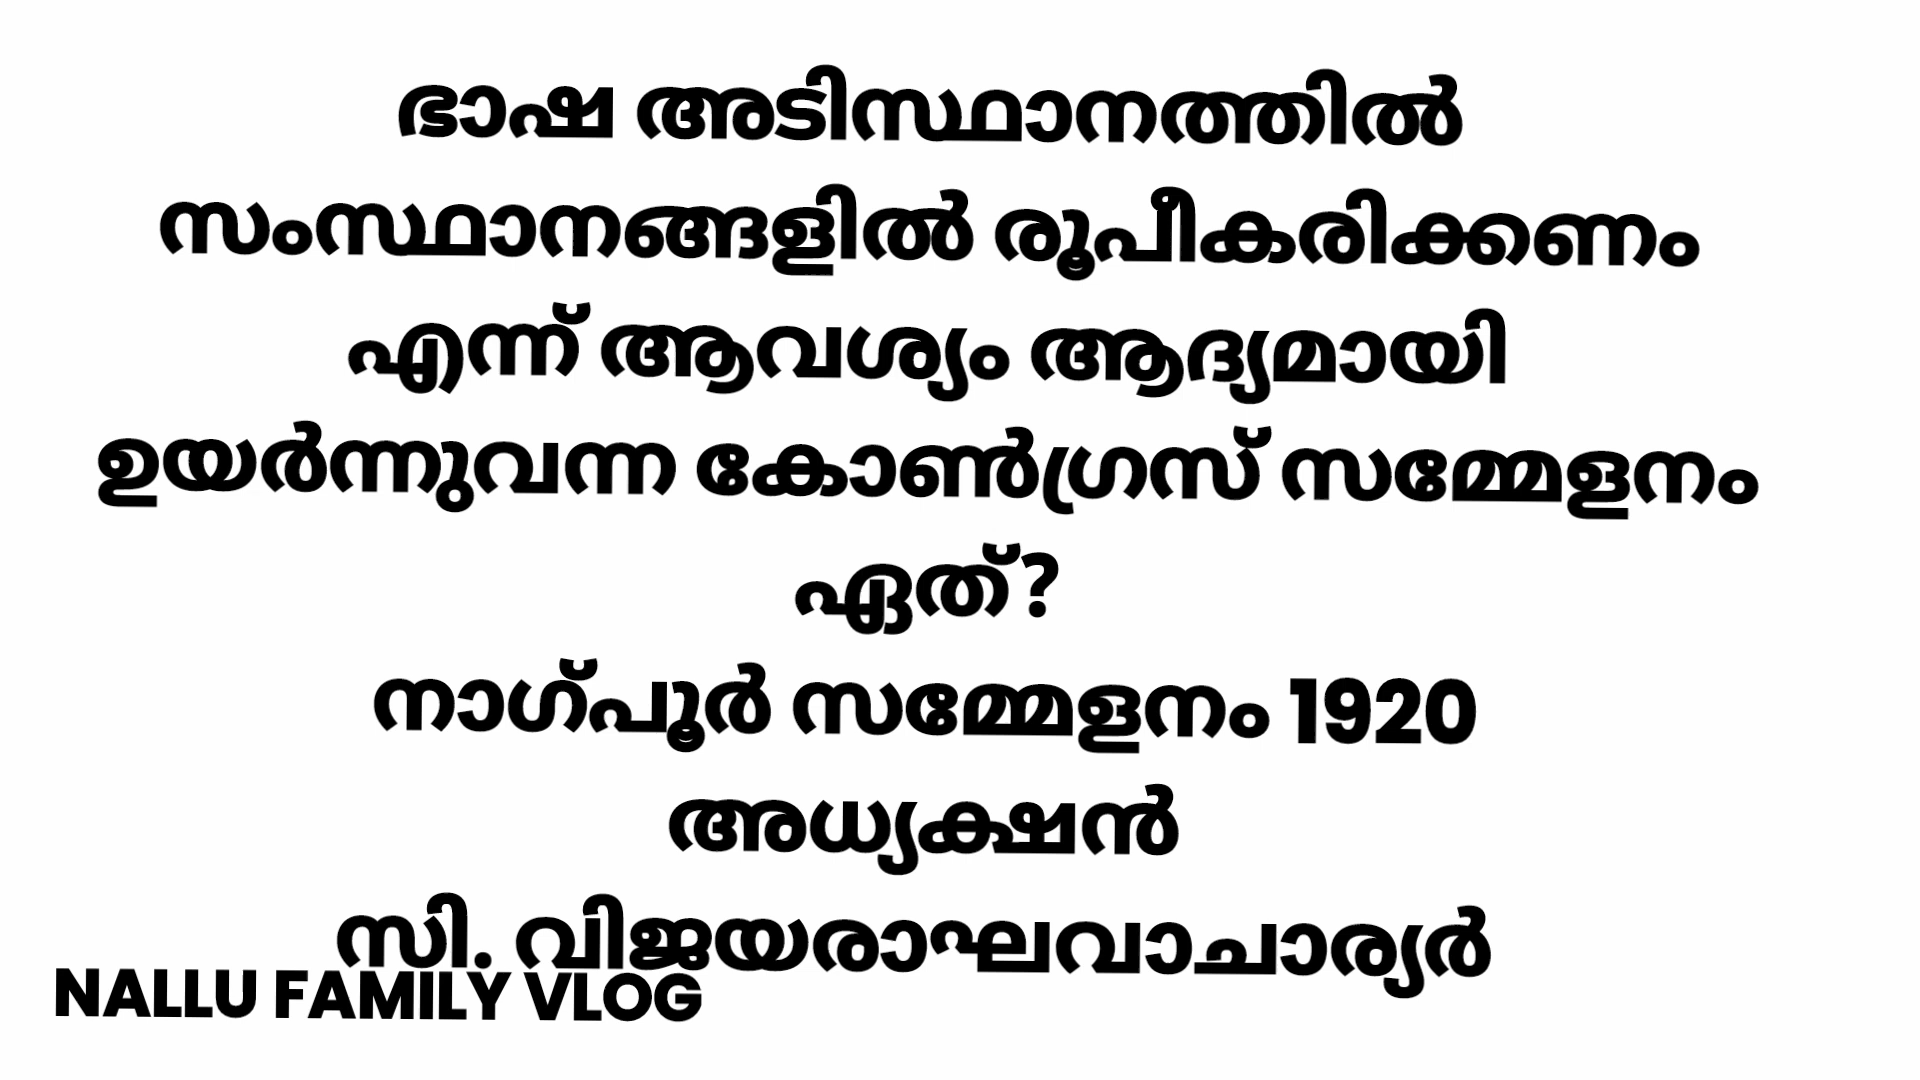 ഭാഷ അടിസ്ഥാനത്തിൽ
സംസ്ഥാനങ്ങളിൽ രൂപീകരിക്കണം
എന്ന് ആവശ്യം ആദ്യമായി
ഉയർന്നുവന്ന കോൺഗ്രസ് സമ്മേളനം
ഏത്?
നാഗ്പൂർ സമ്മേളനം 1920
അധ്യക്ഷൻ
സി. വിജയരാഘവാചാര്യർ
NALLU FAMILY VLOG